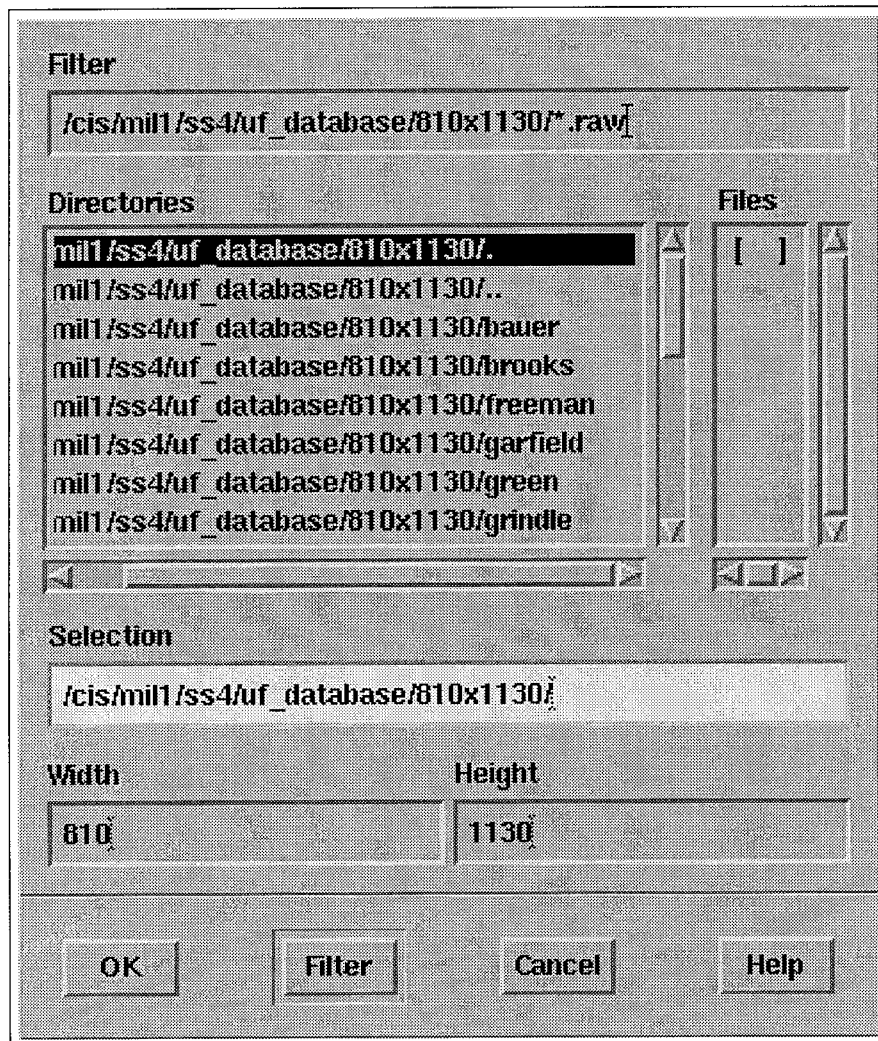 Filter
/cis/mil1/ss4/uf_database/810x1130/*.raw
Directories
Files
mil1/ss4/uf_database/810x1130/.
[ ]
mil1/ss4/uf_database/810x1130/..
mil1/ss4/uf_database/810x1130/bauer
mil1/ss4/uf_database/810x1130/brooks
mil1/ss4/uf_database/810x1130/freeman
mil1/ss4/uf_database/810x1130/garfield
mil1/ss4/uf_database/810x1130/green
mil1/ss4/uf_database/810x1130/grindle
Selection
/cis/mil1/ss4/uf_database/810x1130/
Width
Height
810
1130
OK
Filter
Cancel
Help